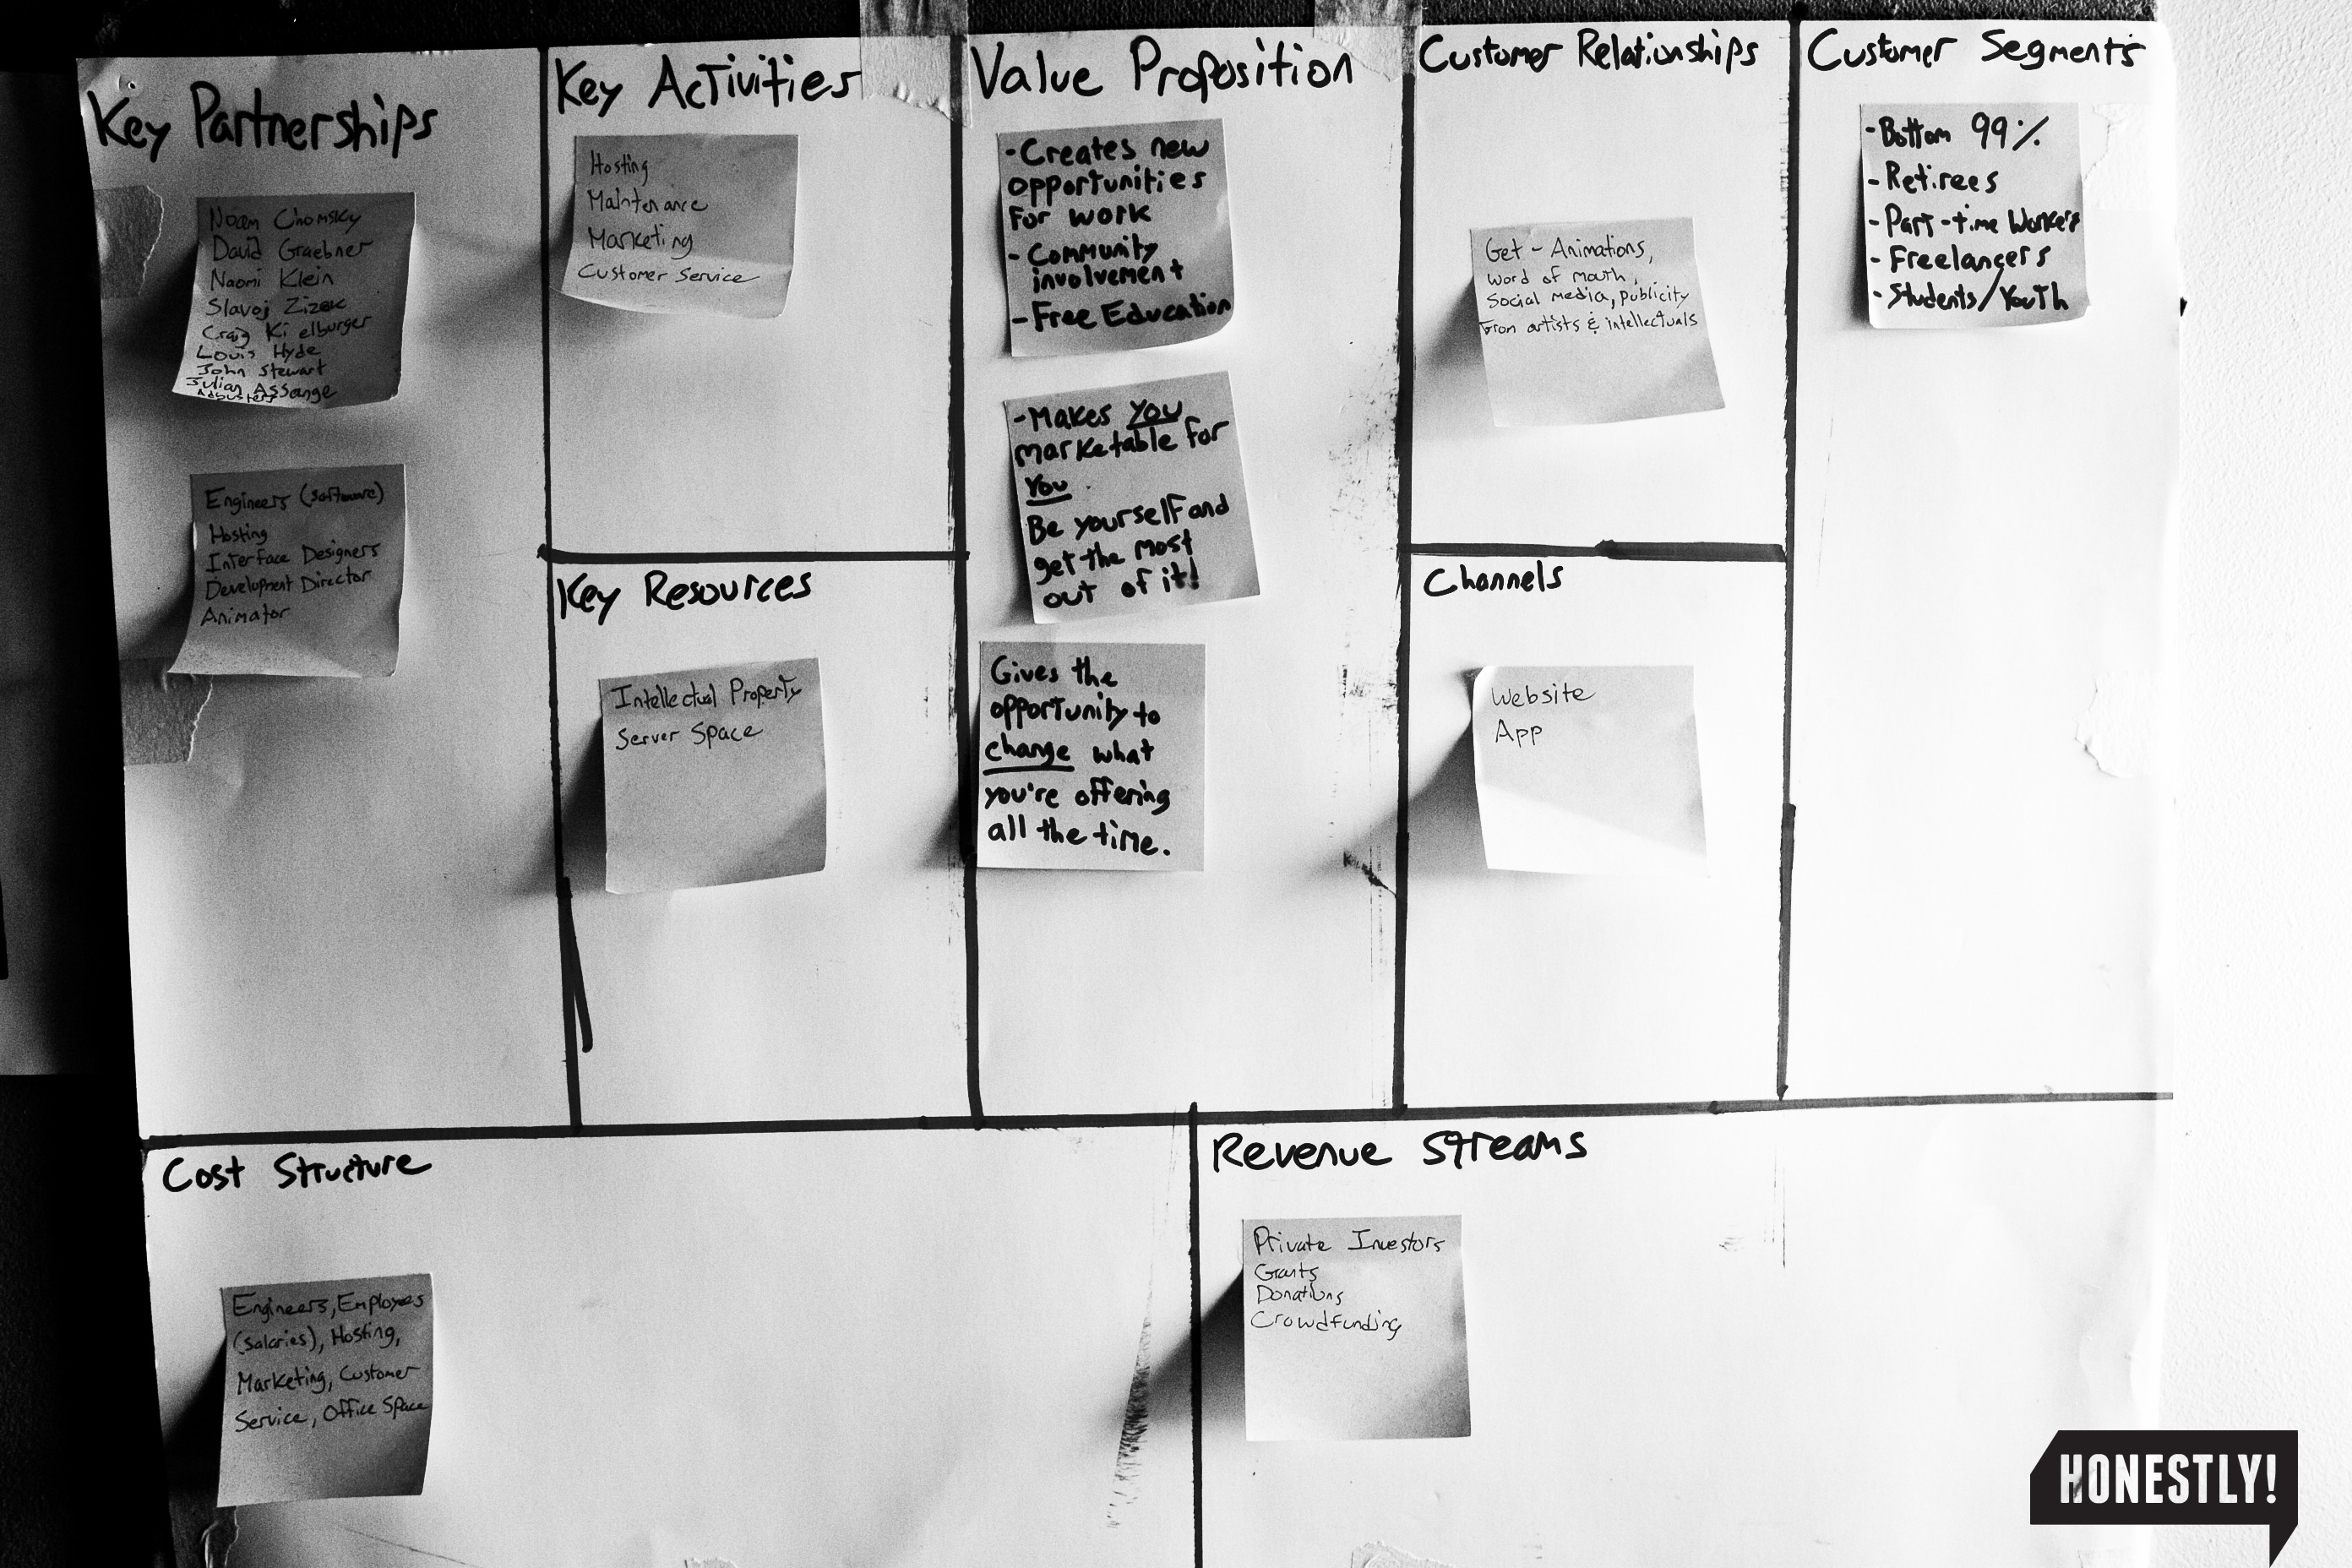 Key Partnerships
Noam Chomsky
David Graebner
Naomi Klein
Slavoj Zizek
Craig Kielburger
Louis Hyde
John Stewart
Julian Assange
Adbusters
Engineers (software)
Hosting
Interface Designers
Development Director
Animator
Key Activities
Hosting
Maintenance
Marketing
Customer Service
Key Resources
Intellectual Property
Server Space
Value Proposition
-Creates new
opportunities
for work
- Community
involvement
-Free Education
-Makes you
marketable for
you
Be yourself and
get the most
out of it!
Gives the
opportunity to
change what
you're offering
all the time.
Customer Relationships
Get - Animations,
word of mouth,
Social media, publicity
from artists & intellectuals
Channels
Website
App
Customer Segments
-Bottom 99%
-Retirees
-Part-time Workers
-Freelancers
-Students/Youth
Cost Structure
Engineers, Employees
(salaries), Hosting,
Marketing, Customer
Service, Office Space
Revenue Streams
Private Investors
Grants
Donations
Crowdfunding
HONESTLY!